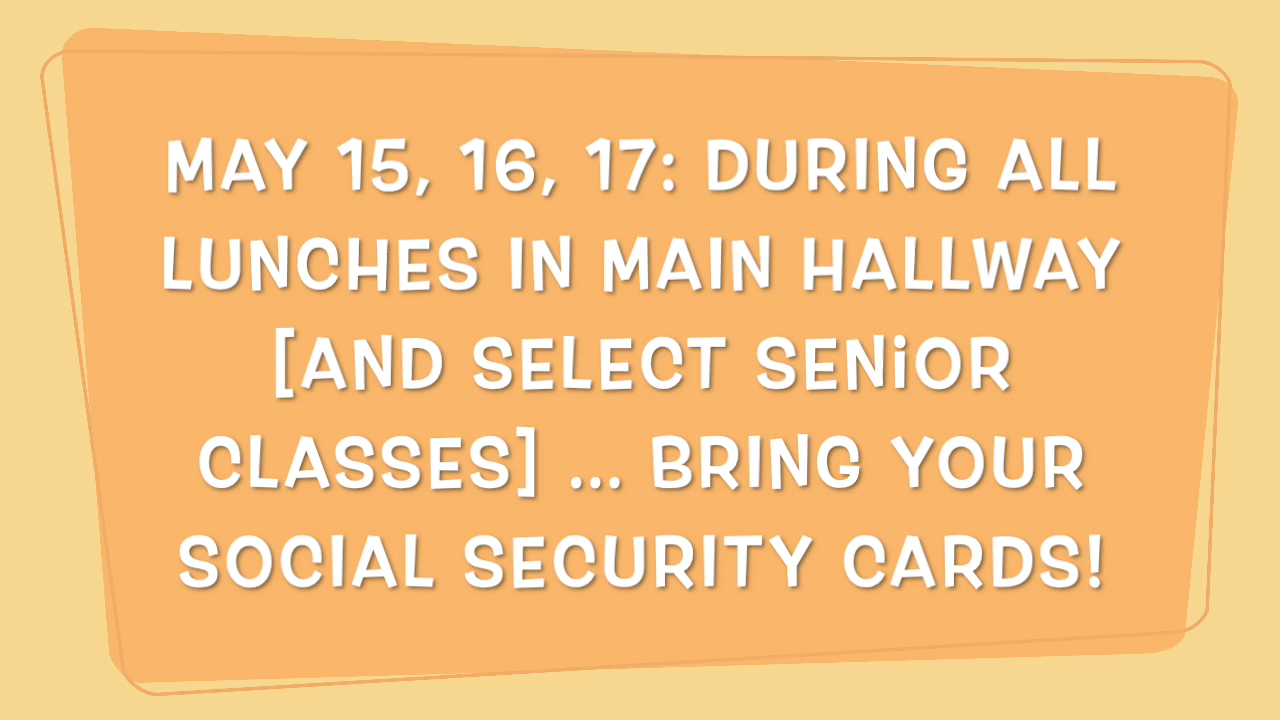 MAY 15, 16, 17: DURING ALL
LUNCHES IN MAIN HALLWAY
[AND SELECT SENiOR
CLASSES] ... BRING YOUR
SOCIAL SECURITY CARDS!